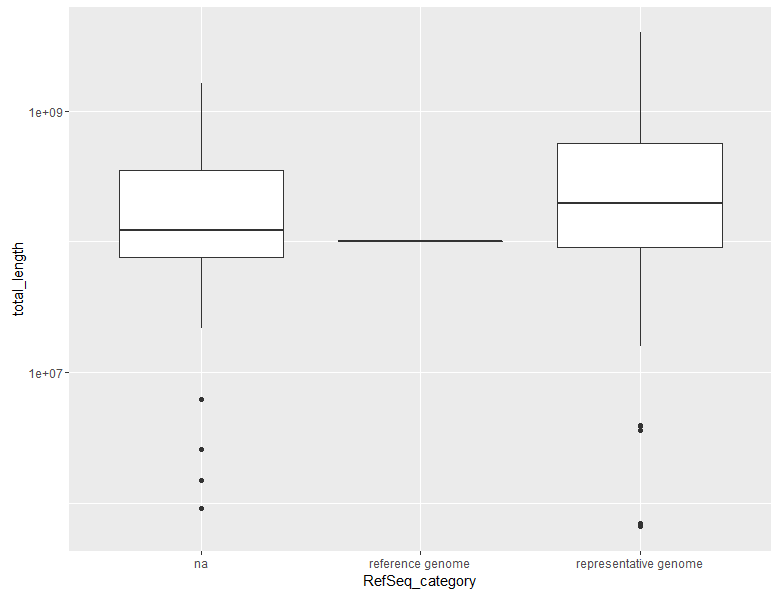 1e+09
1e+07
total_length
na
reference genome
representative genome
RefSeq_category